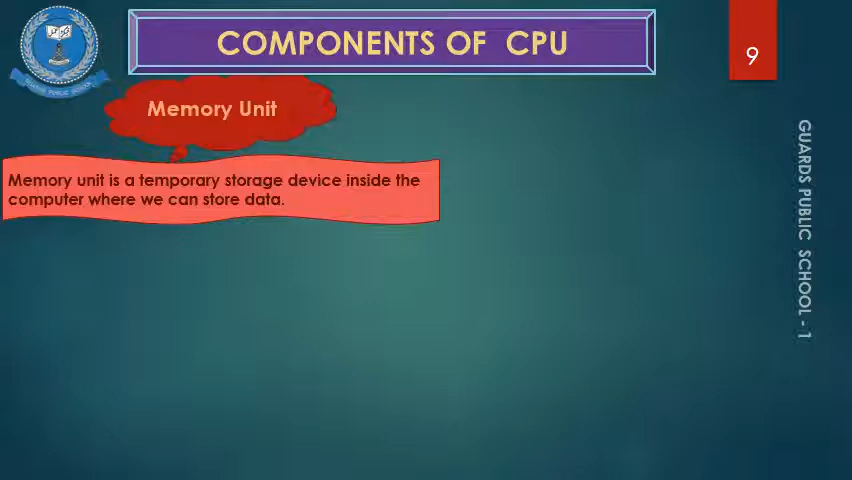 COMPONENTS OF CPU
9
Memory Unit
Memory unit is a temporary storage device inside the
computer where we can store data.
GUARDS PUBLIC SCHOOL - 1